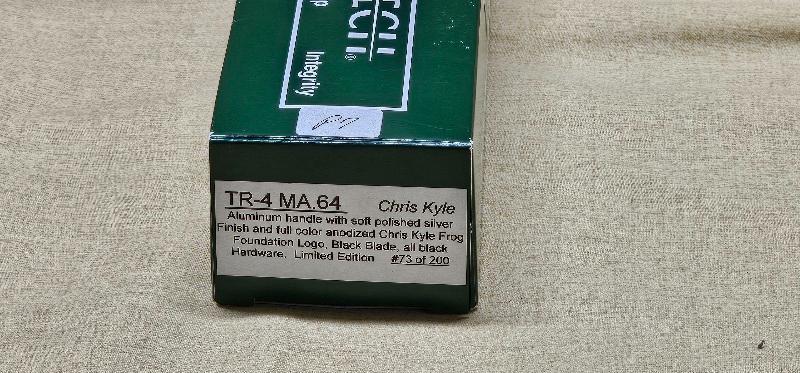 Integrity
TR-4 MA.64 Chris Kyle
Aluminum handle with soft polished silver
Finish and full color anodized Chris Kyle Frog
Foundation Logo, Black Blade, all black
Hardware. Limited Edition #73 of 200